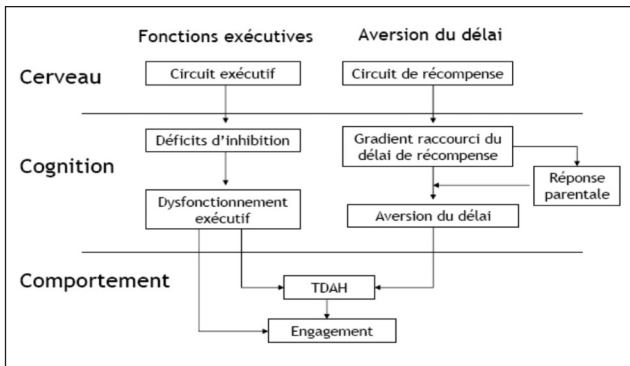 Fonctions exécutives
Aversion du délai
Cerveau
Circuit exécutif
Circuit de récompense
Cognition
Déficits d'inhibition
Gradient raccourci du
délai de récompense
Réponse
parentale
Dysfonctionnement
exécutif
Aversion du délai
Comportement
TDAH
Engagement